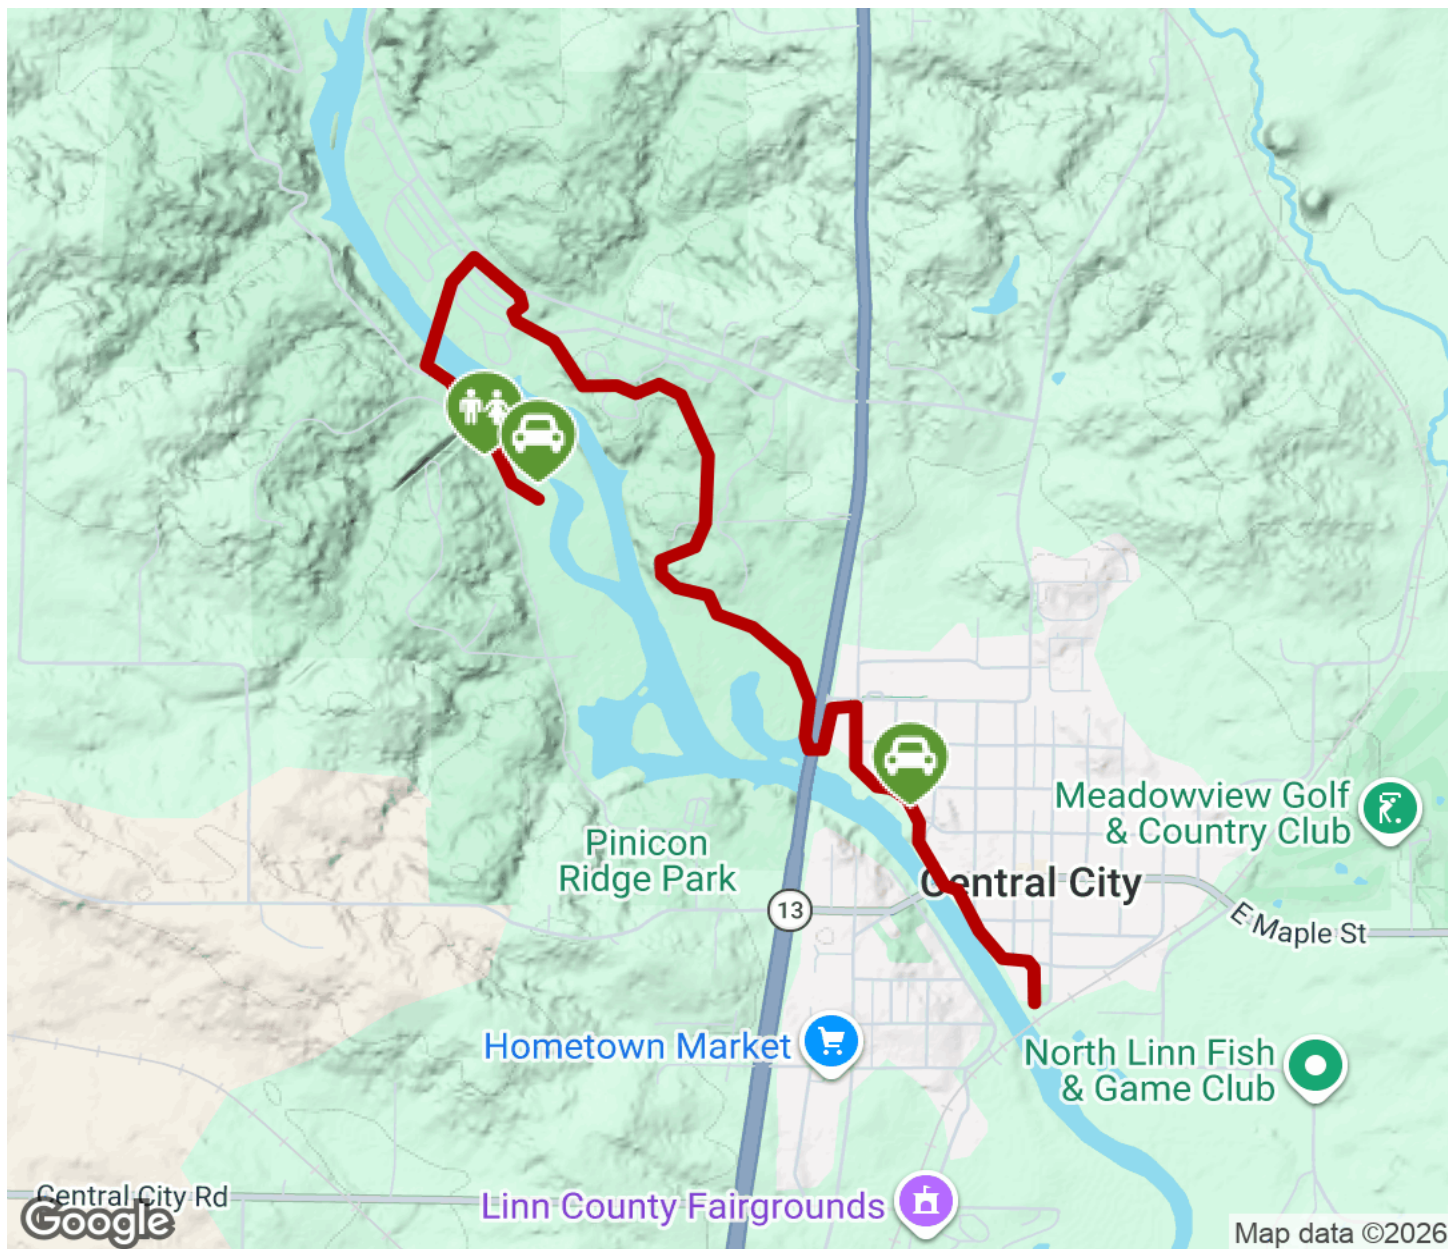 Meadowview Golf
& Country Club
Pinicon
Ridge Park
Central City
13
E Maple St
Hometown Market
North Linn Fish
& Game Club
Central City Rd
Linn County Fairgrounds
Google
Map data ©2026